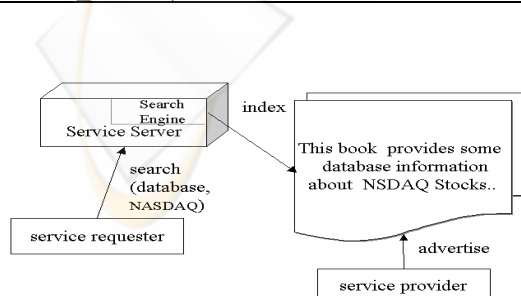 Search
Engine
Service Server
index
This book provides some
database information
about NSDAQ Stocks..
search
(database,
NASDAQ)
service requester
advertise
service provider